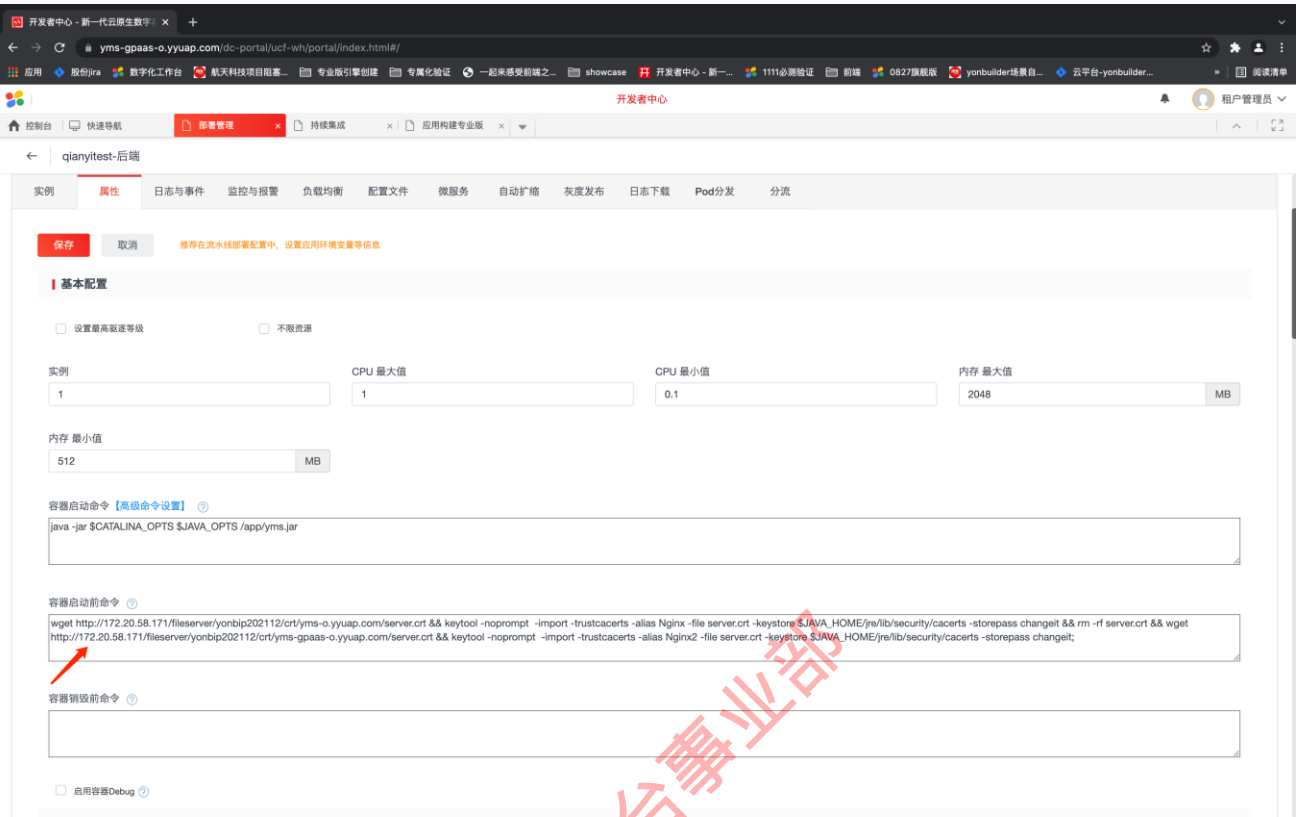 开发者中心 - 新一代云原生数字
yms-gpaas-o.yyuap.com/dc-portal/ucf-wh/portal/index.html#/
应用 股份jira 数字化工作台 航天科技项目阻塞... 专业版引擎创建 专属化验证 一起来感受前端之... showcase 开发者中心 - 新一... 1111必测验证 前端 0827旗舰版 yonbuilder场景自... 云平台-yonbuilder... » 阅读清单
开发者中心 租户管理员
控制台 快速导航 部署管理 × 持续集成 × 应用构建专业版 ×
← qianyitest-后端
实例 属性 日志与事件 监控与报警 负载均衡 配置文件 微服务 自动扩缩 灰度发布 日志下载 Pod分发 分流
保存 取消 推荐在流水线部署配置中，设置应用环境变量等信息
基本配置
设置最高驱逐等级 不限资源
实例 CPU 最大值 CPU 最小值 内存 最大值
1 1 0.1 2048 MB
内存 最小值
512 MB
容器启动命令【高级命令设置】 ?
java -jar $CATALINA_OPTS $JAVA_OPTS /app/yms.jar
容器启动前命令 ?
wget http://172.20.58.171/fileserver/yonbip202112/crt/yms-o.yyuap.com/server.crt && keytool -noprompt -import -trustcacerts -alias Nginx -file server.crt -keystore $JAVA_HOME/jre/lib/security/cacerts -storepass changeit && rm -rf server.crt && wget
http://172.20.58.171/fileserver/yonbip202112/crt/yms-gpaas-o.yyuap.com/server.crt && keytool -noprompt -import -trustcacerts -alias Nginx2 -file server.crt -keystore $JAVA_HOME/jre/lib/security/cacerts -storepass changeit;
容器销毁前命令 ?
启用容器Debug ?
台事业部